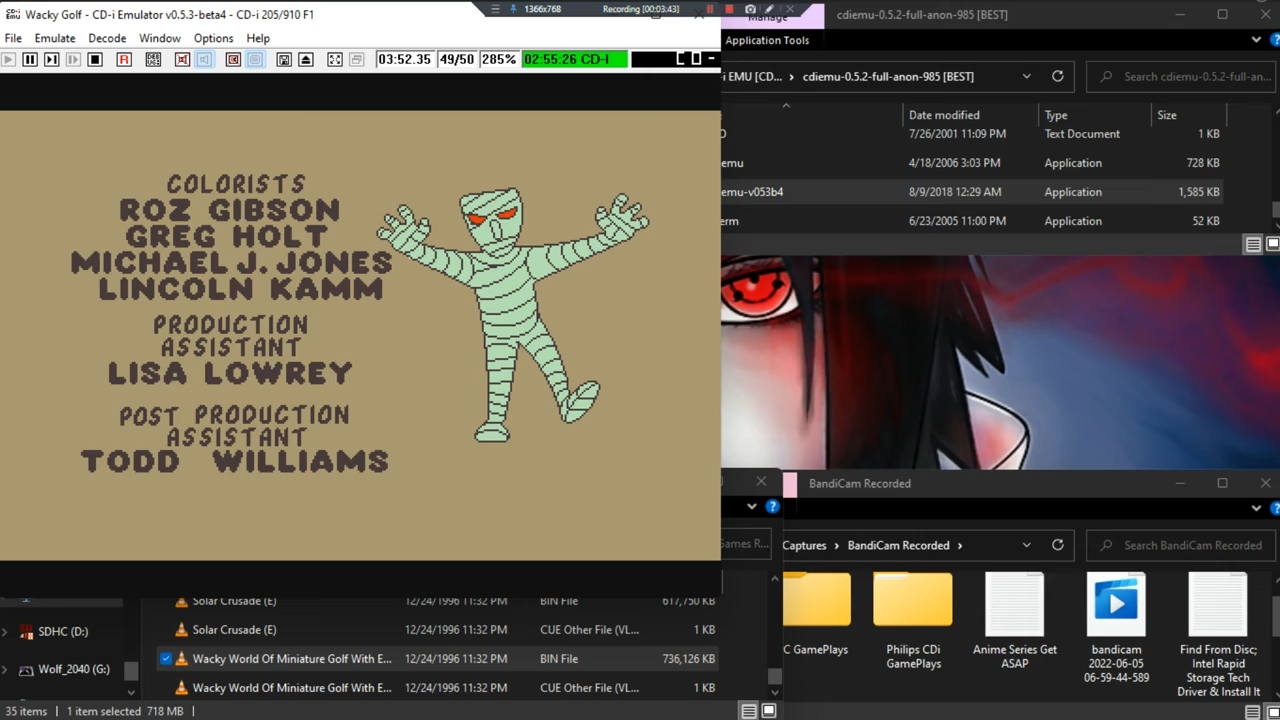 Wacky Golf - CD-i Emulator v0.5.3-beta4 - CD-i 205/910 F1
1366x768
Recording [00:03:43]
File Emulate Decode Window Options Help
03:52.35 49/50 285% 02:55:26 CD-I
COLORISTS
ROZ GIBSON
GREG HOLT
MICHAEL J. JONES
LINCOLN KAMM
PRODUCTION
ASSISTANT
LISA LOWREY
POST PRODUCTION
ASSISTANT
TODD WILLIAMS
Manage
cdiemu-0.5.2-full-anon-985 [BEST]
Application Tools
-i EMU [CD... > cdiemu-0.5.2-full-anon-985 [BEST]
Search cdiemu-0.5.2-full-an...
Date modified Type Size
7/26/2001 11:09 PM Text Document 1 KB
emu 4/18/2006 3:03 PM Application 728 KB
emu-v053b4 8/9/2018 12:29 AM Application 1,585 KB
erm 6/23/2005 11:00 PM Application 52 KB
ames R...
Solar Crusade (E) 12/24/1996 11:32 PM BIN File 617,750 KB
Solar Crusade (E) 12/24/1996 11:32 PM CUE Other File (VL... 1 KB
Wacky World Of Miniature Golf With E... 12/24/1996 11:32 PM BIN File 736,126 KB
Wacky World Of Miniature Golf With E... 12/24/1996 11:32 PM CUE Other File (VL... 1 KB
SDHC (D:)
Wolf_2040 (G:)
35 items 1 item selected 718 MB
BandiCam Recorded
Captures > BandiCam Recorded >
Search BandiCam Recorded
C GamePlays
Philips CDi
GamePlays
Anime Series Get
ASAP
bandicam
2022-06-05
06-59-44-589
Find From Disc;
Intel Rapid
Storage Tech
Driver & Install It